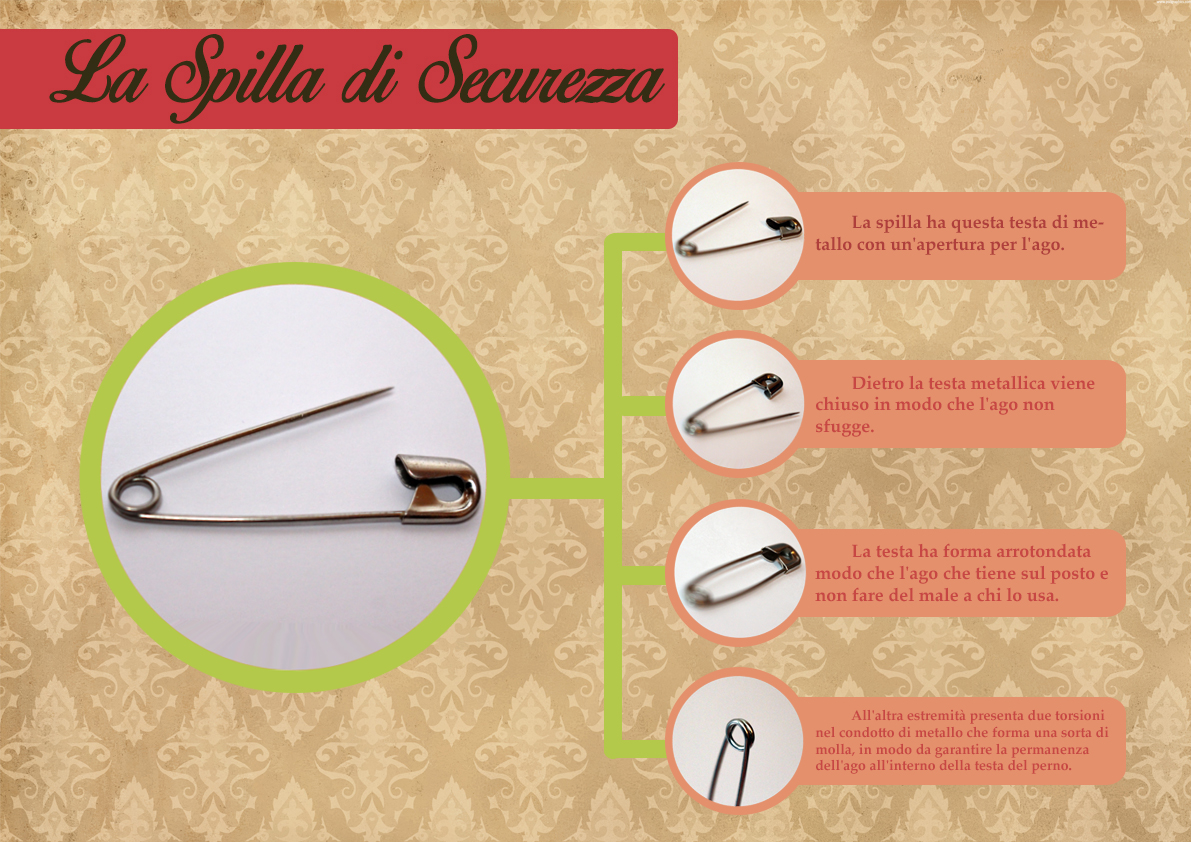 La Spilla di Securezza
La spilla ha questa testa di me-
tallo con un'apertura per l'ago.
Dietro la testa metallica viene
chiuso in modo che l'ago non
sfugge.
La testa ha forma arrotondata
modo che l'ago che tiene sul posto e
non fare del male a chi lo usa.
All'altra estremità presenta due torsioni
nel condotto di metallo che forma una sorta di
molla, in modo da garantire la permanenza
dell'ago all'interno della testa del perno.